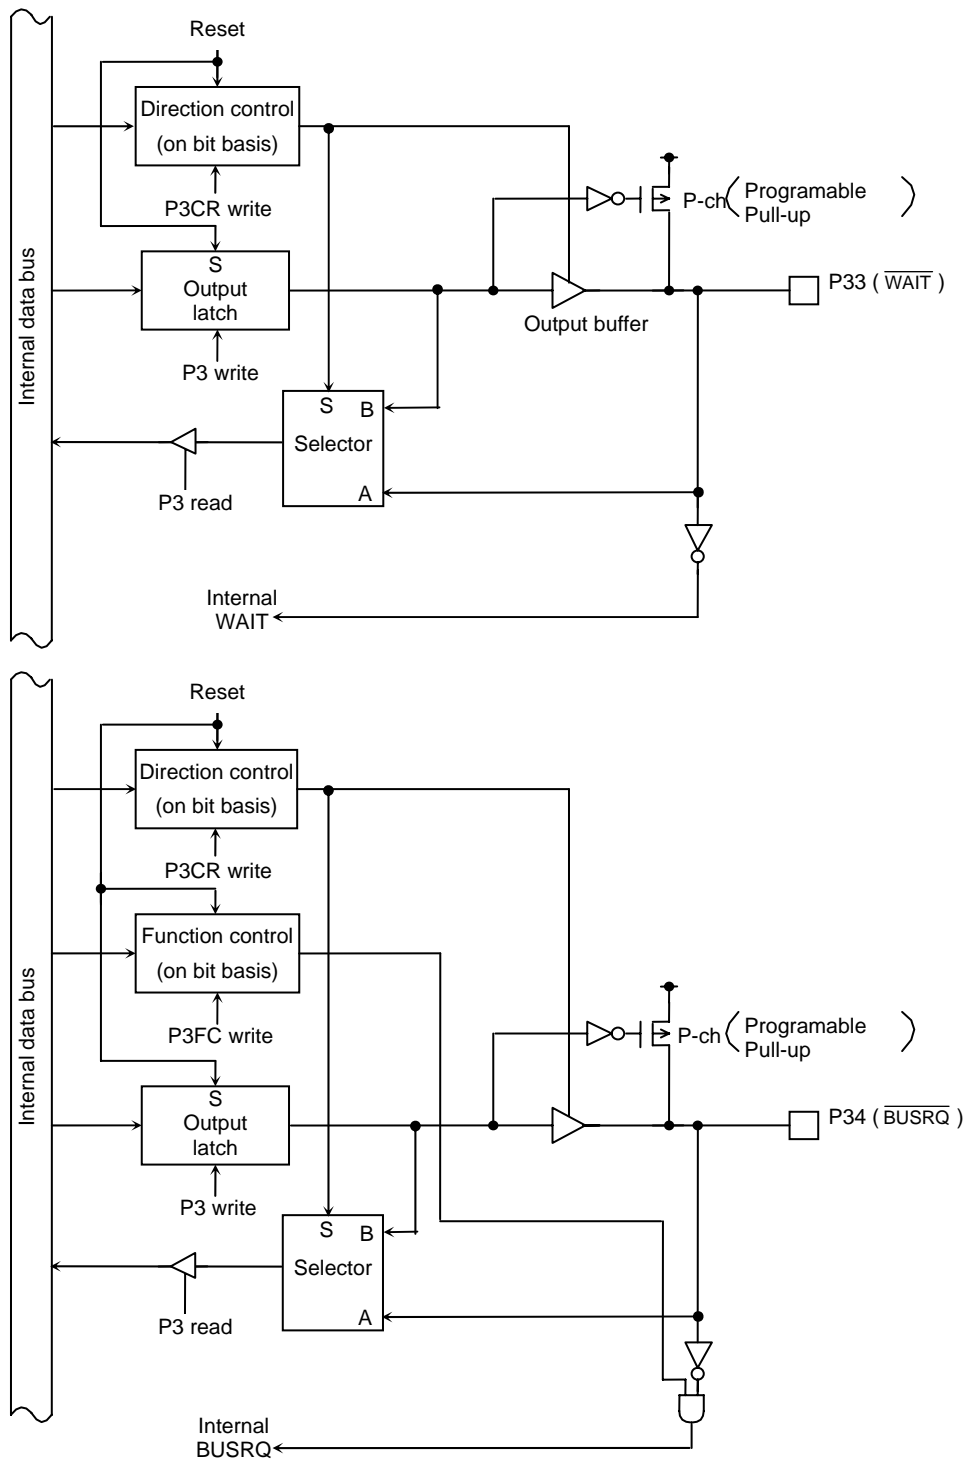 Reset
Direction control
(on bit basis)
P3CR write
P-ch ( Programable
Pull-up )
S
Output
latch
P33 ( WAIT )
Output buffer
Internal data bus
P3 write
S B
Selector
A
P3 read
Internal
WAIT
Reset
Direction control
(on bit basis)
P3CR write
Function control
(on bit basis)
P3FC write
P-ch ( Programable
Pull-up )
Internal data bus
S
Output
latch
P34 ( BUSRQ )
P3 write
S B
Selector
A
P3 read
Internal
BUSRQ